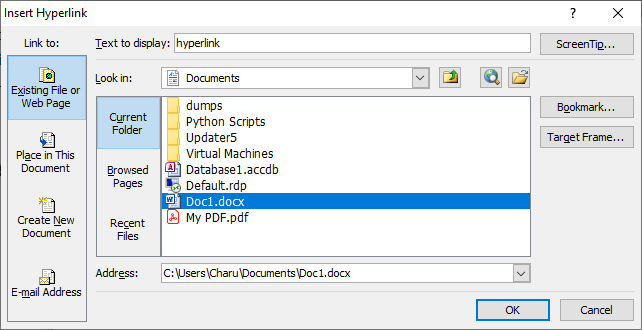 Insert Hyperlink
? ×
Link to:
Text to display: hyperlink
ScreenTip...
Existing File or
Web Page
Look in: Documents
Place in This
Document
Create New
Document
E-mail Address
Current
Folder
Browsed
Pages
Recent
Files
dumps
Python Scripts
Updater5
Virtual Machines
Database1.accdb
Default.rdp
Doc1.docx
My PDF.pdf
Bookmark...
Target Frame...
Address: C:\Users\Charu\Documents\Doc1.docx
OK
Cancel